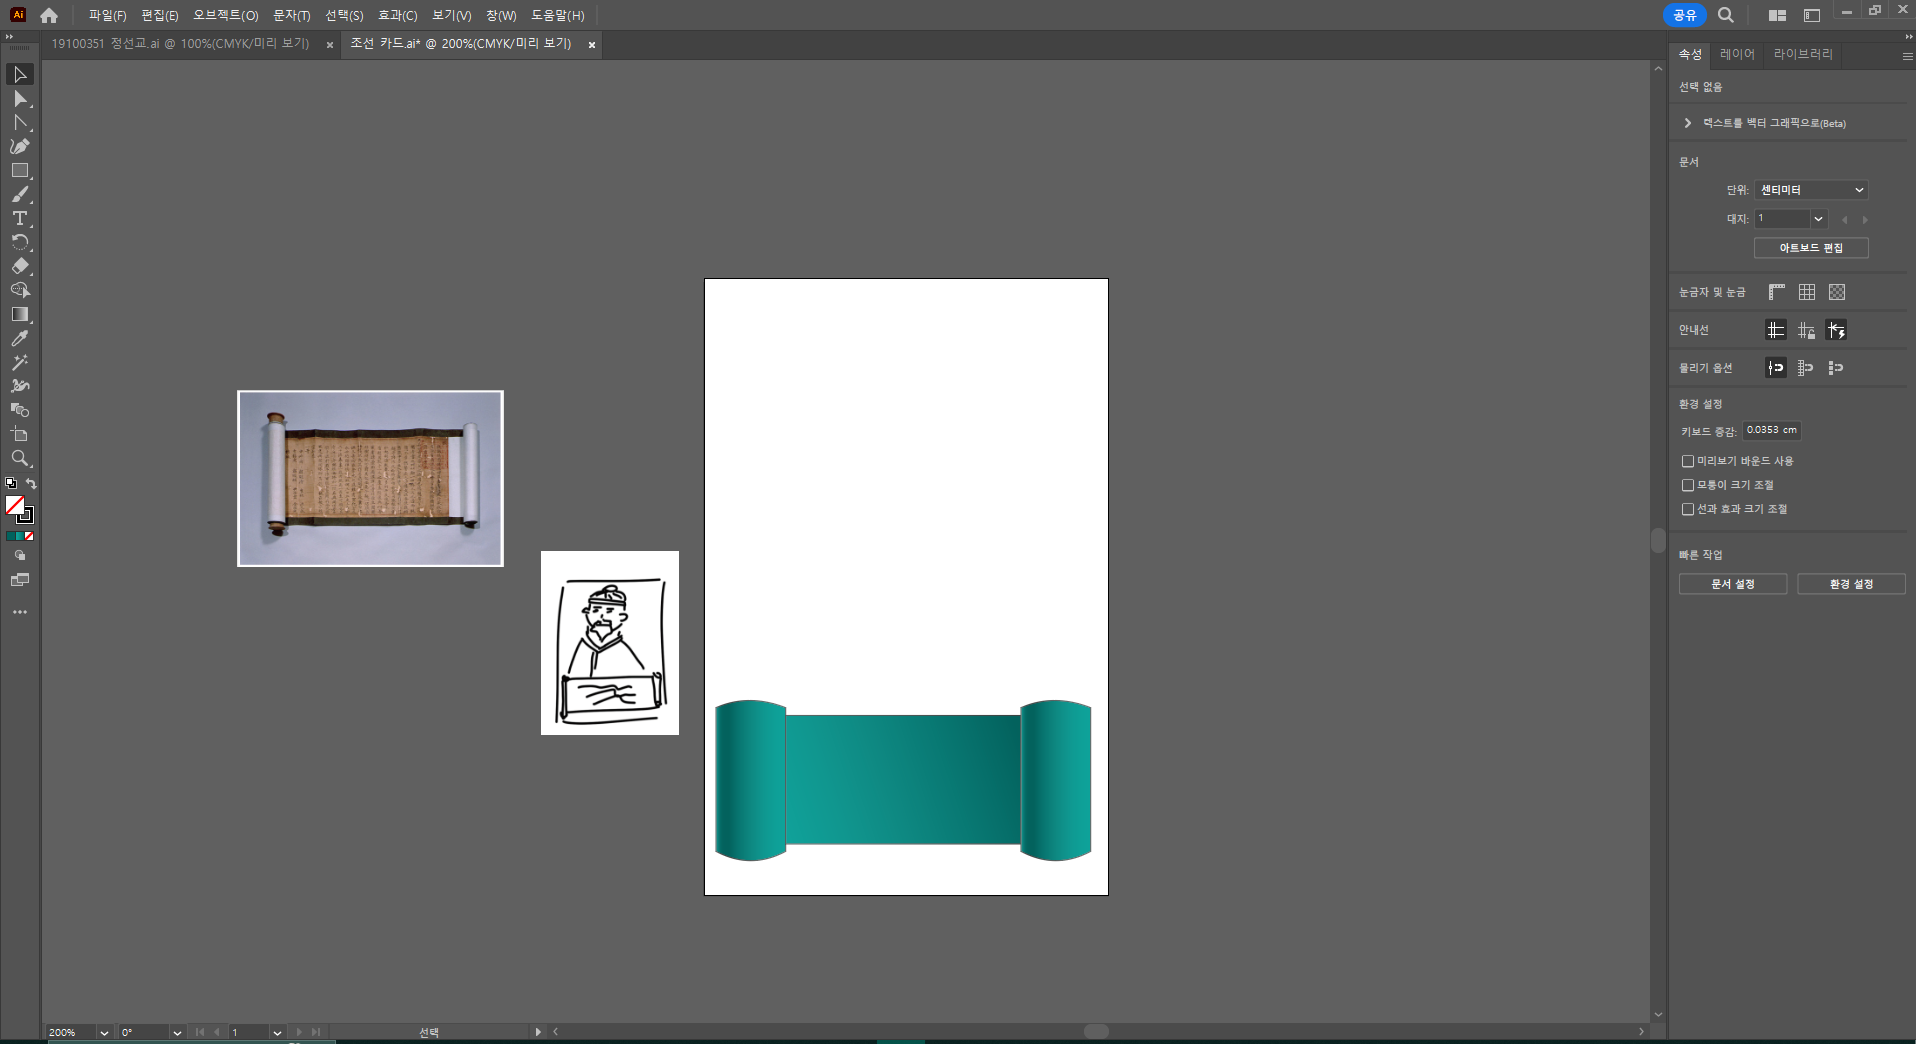 Ai
파일(F) 편집(E) 오브젝트(O) 문자(T) 선택(S) 효과(C) 보기(V) 창(W) 도움말(H)
공유
19100351 정선교.ai @ 100%(CMYK/미리 보기) ×
조선 카드.ai* @ 200%(CMYK/미리 보기) ×
속성 레이어 라이브러리
선택 없음
텍스트를 벡터 그래픽으로(Beta)
문서
단위: 센티미터
대지: 1
아트보드 편집
눈금자 및 눈금
안내선
물리기 옵션
환경 설정
키보드 증감: 0.0353 cm
미리보기 바운드 사용
모퉁이 크기 조절
선과 효과 크기 조절
빠른 작업
문서 설정 환경 설정
200% 0° 1 선택